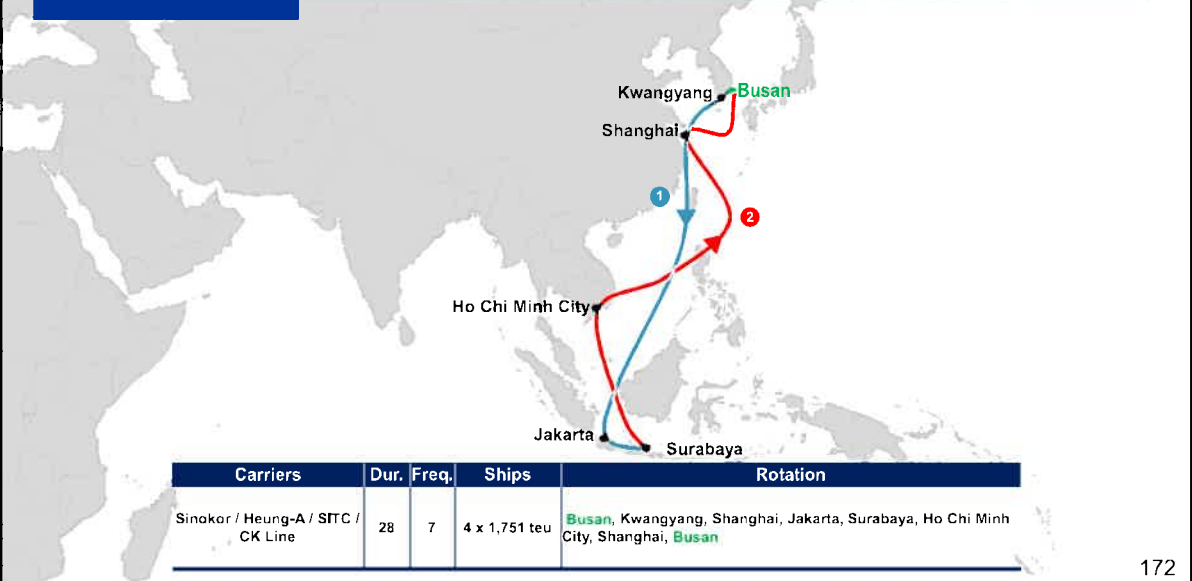 Kwangyang
Busan
Shanghai
1
2
Ho Chi Minh City
Jakarta
Surabaya
Carriers Dur. Freq. Ships Rotation
Sinokor / Heung-A / SITC /
CK Line
28 7 4 x 1,751 teu
Busan, Kwangyang, Shanghai, Jakarta, Surabaya, Ho Chi Minh
City, Shanghai, Busan
172